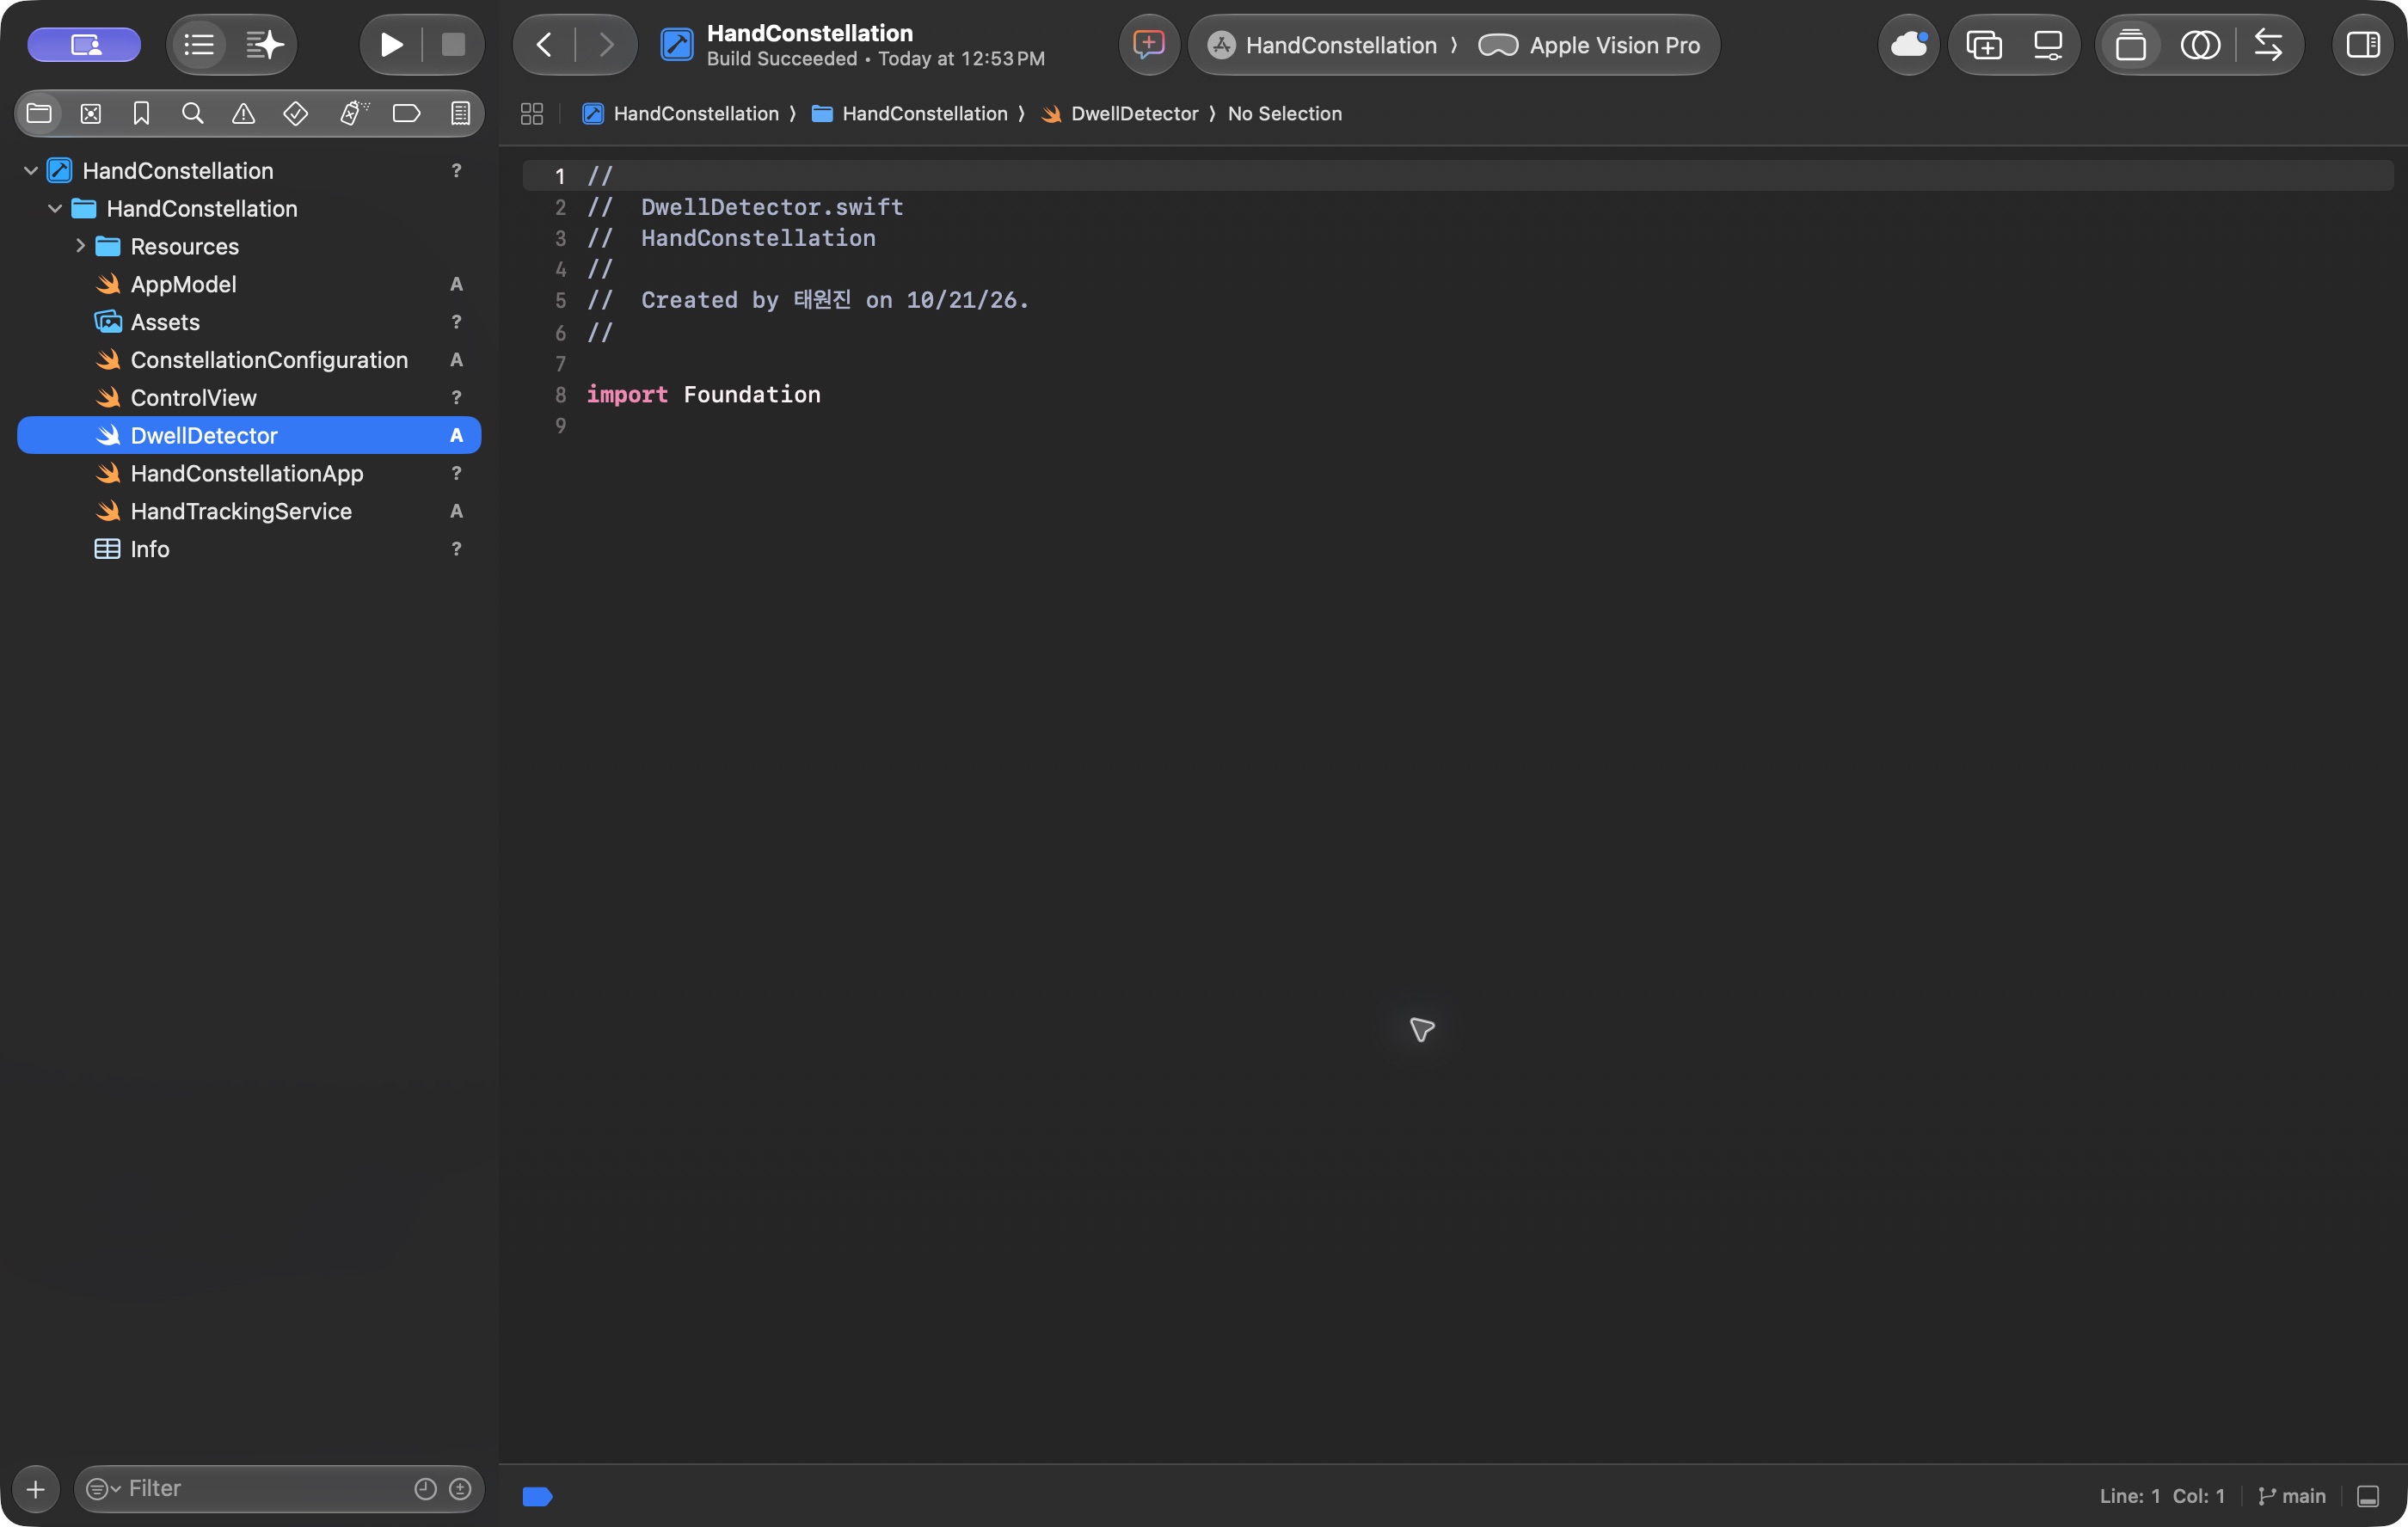 HandConstellation
Build Succeeded • Today at 12:53 PM
HandConstellation 〉 Apple Vision Pro
HandConstellation 〉 HandConstellation 〉 DwellDetector 〉 No Selection
HandConstellation ?
HandConstellation
Resources
AppModel A
Assets ?
ConstellationConfiguration A
ControlView ?
DwellDetector A
HandConstellationApp ?
HandTrackingService A
Info ?
Filter
1 //
2 //  DwellDetector.swift
3 //  HandConstellation
4 //
5 //  Created by 태원진 on 10/21/26.
6 //
7
8 import Foundation
9
Line: 1  Col: 1
main